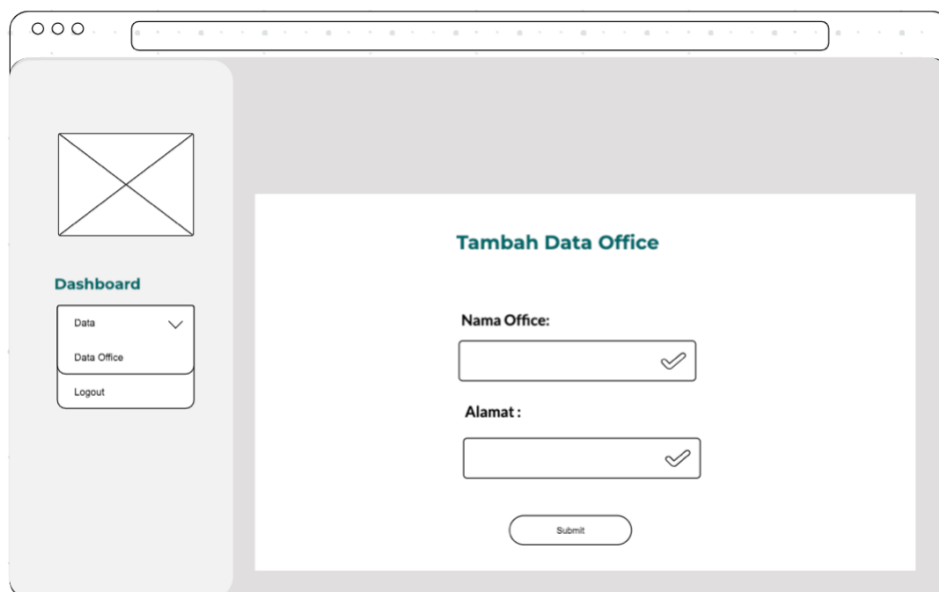 Dashboard
Data
Data Office
Logout
Tambah Data Office
Nama Office:
Alamat :
Submit